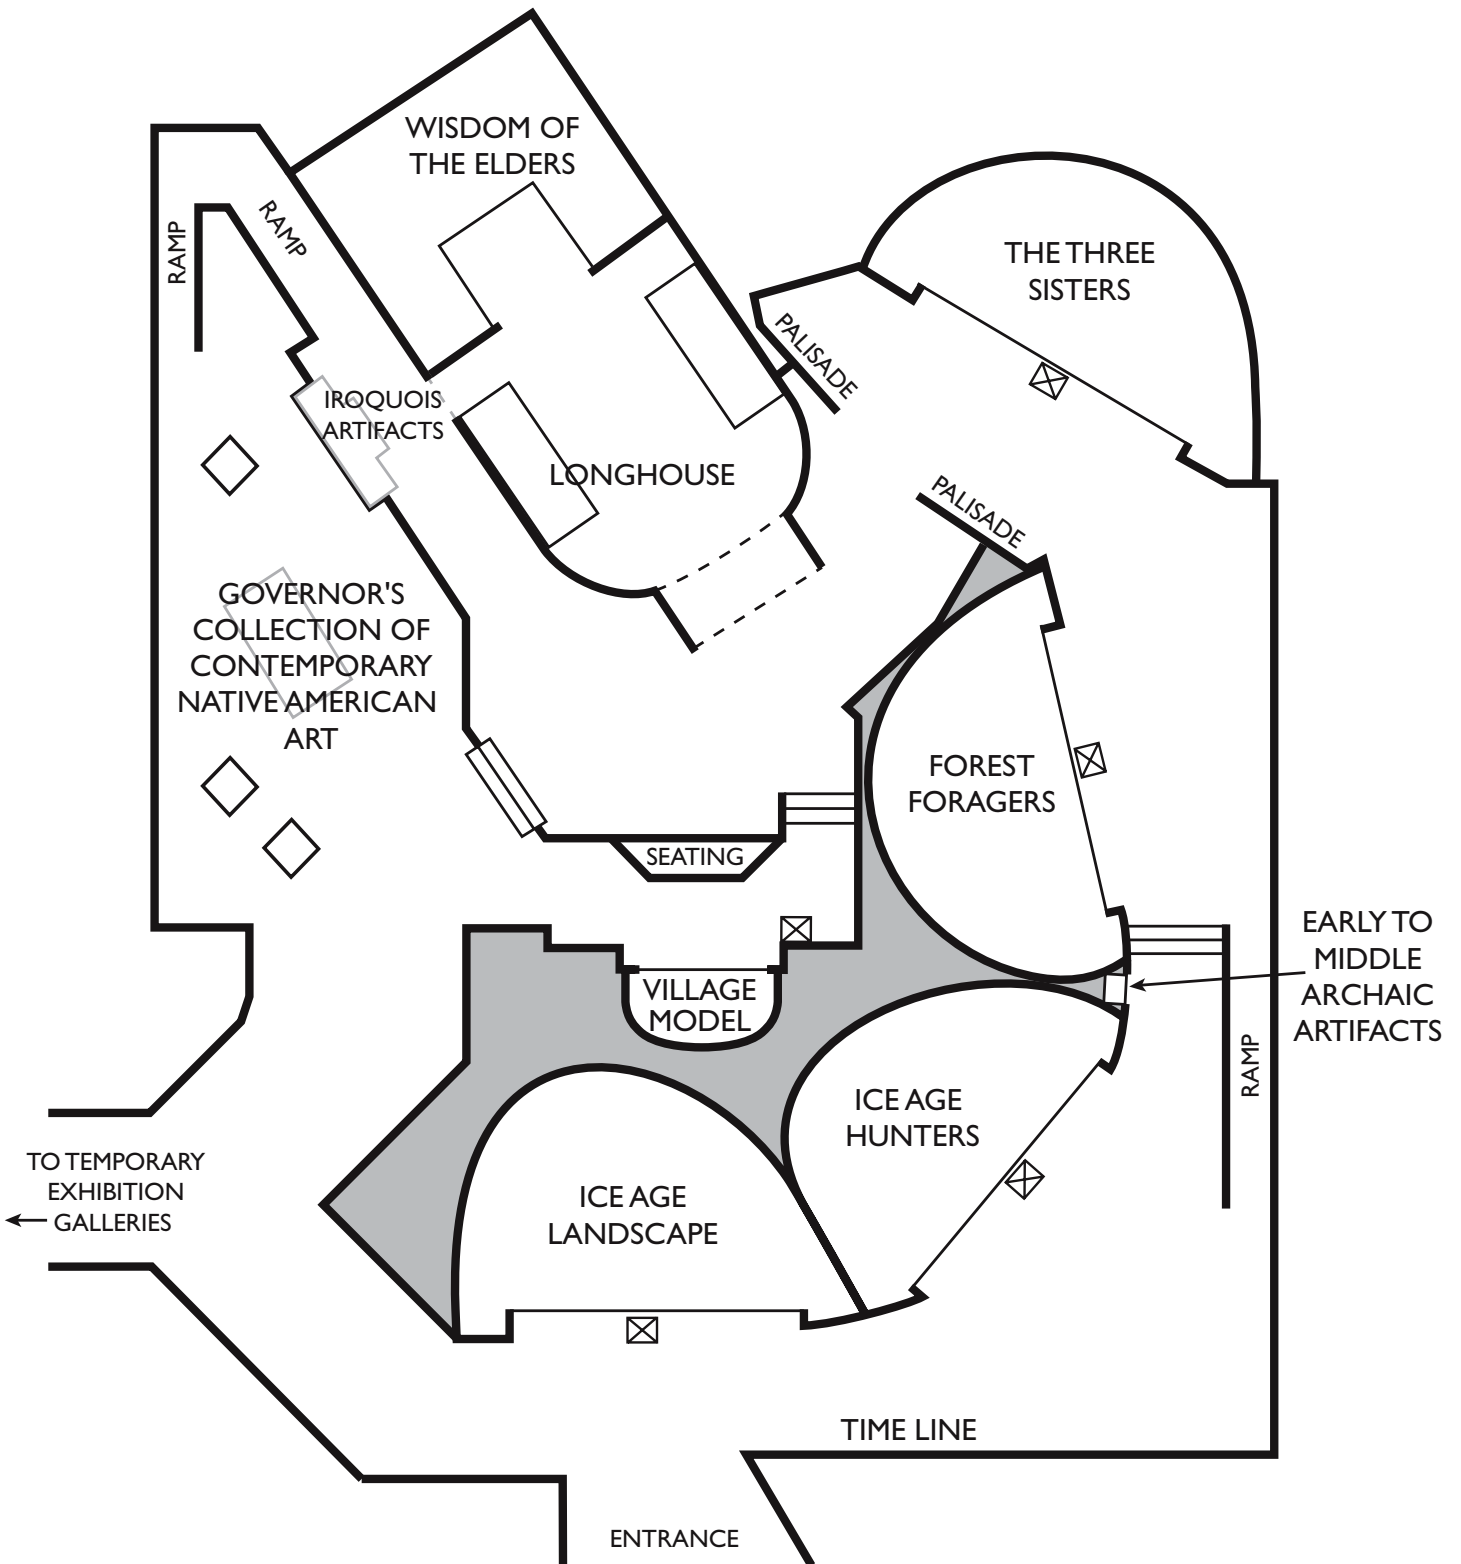 WISDOM OF
THE ELDERS
RAMP
RAMP
THE THREE
SISTERS
PALISADE
IROQUOIS
ARTIFACTS
LONGHOUSE
PALISADE
GOVERNOR'S
COLLECTION OF
CONTEMPORARY
NATIVE AMERICAN
ART
FOREST
FORAGERS
SEATING
EARLY TO
MIDDLE
ARCHAIC
ARTIFACTS
VILLAGE
MODEL
RAMP
ICE AGE
HUNTERS
TO TEMPORARY
EXHIBITION
GALLERIES
ICE AGE
LANDSCAPE
TIME LINE
ENTRANCE